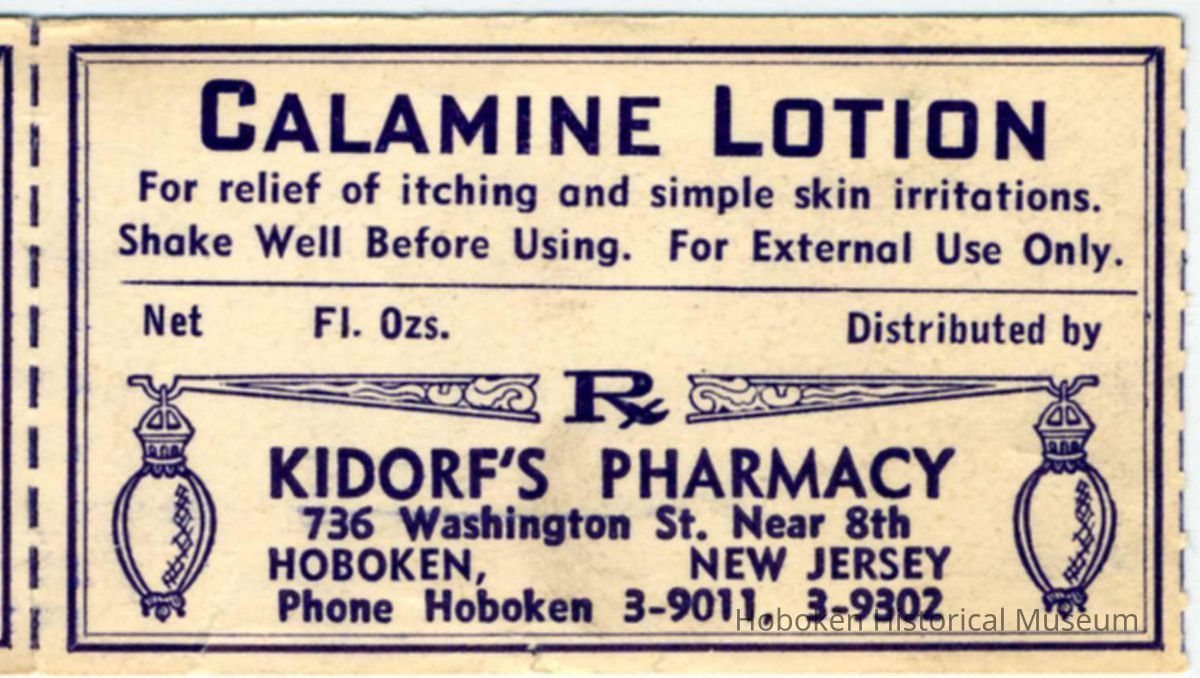 CALAMINE LOTION
For relief of itching and simple skin irritations.
Shake Well Before Using. For External Use Only.
Net Fl. Ozs. Distributed by
Rx
KIDORF'S PHARMACY
736 Washington St. Near 8th
HOBOKEN, NEW JERSEY
Phone Hoboken 3-9011, 3-9302
Hoboken Historical Museum